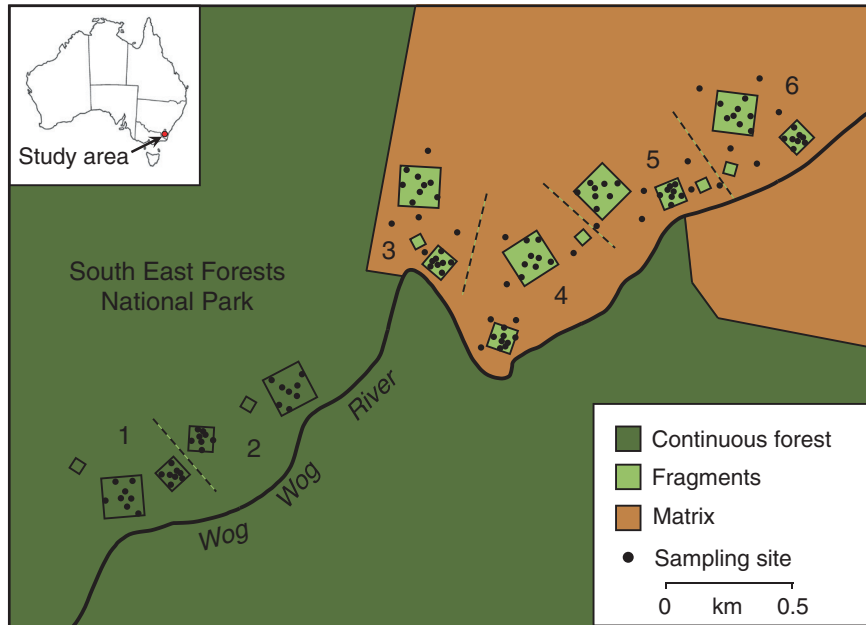 Study area
South East Forests
National Park
1
2
3
4
5
6
Wog
Wog
River
Continuous forest
Fragments
Matrix
Sampling site
0 km 0.5